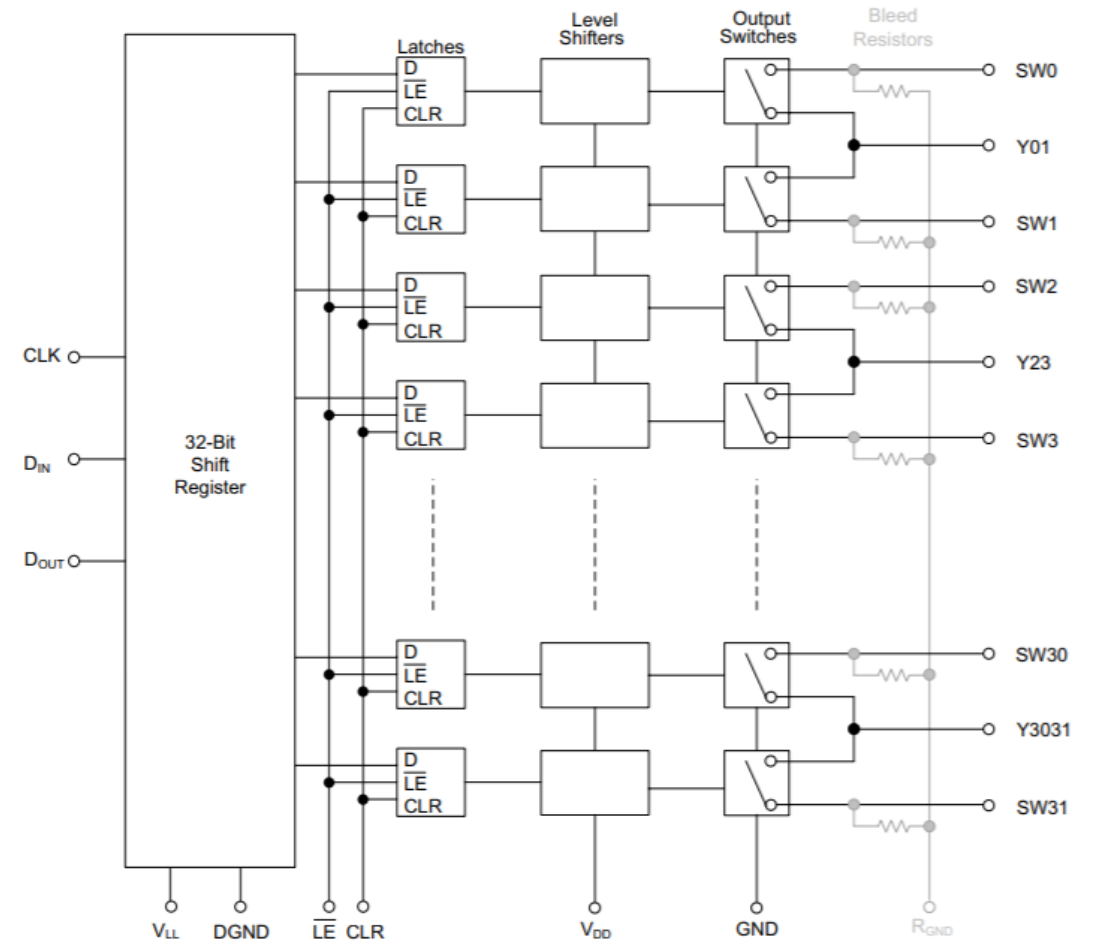 Level
Shifters
Output
Switches
Bleed
Resistors
Latches
D
LE
CLR
SW0
Y01
D
LE
CLR
SW1
D
LE
CLR
SW2
CLK
Y23
D
LE
CLR
SW3
32-Bit
Shift
Register
DIN
DOUT
D
LE
CLR
SW30
Y3031
D
LE
CLR
SW31
VLL
DGND
LE
CLR
VDD
GND
RGND